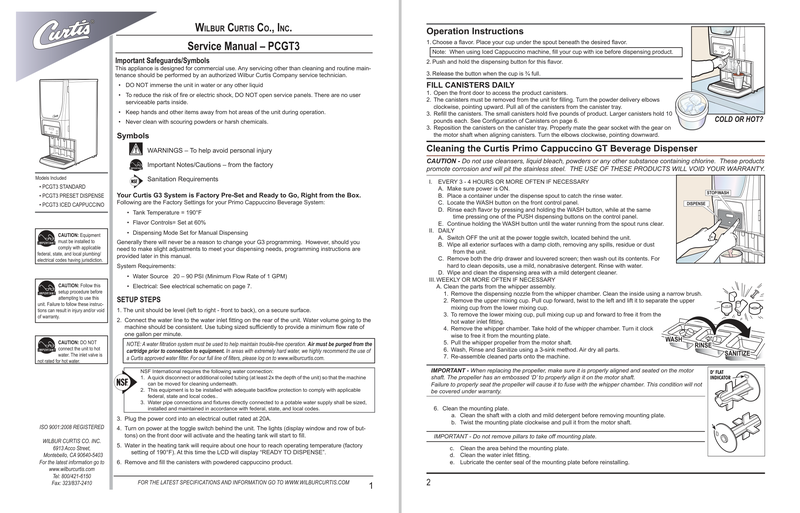 Curtis
WILBUR CURTIS CO., INC.
Service Manual – PCGT3
Important Safeguards/Symbols
This appliance is designed for commercial use. Any servicing other than cleaning and routine main-
tenance should be performed by an authorized Wilbur Curtis Company service technician.
• DO NOT immerse the unit in water or any other liquid
• To reduce the risk of fire or electric shock, DO NOT open service panels. There are no user
serviceable parts inside.
• Keep hands and other items away from hot areas of the unit during operation.
• Never clean with scouring powders or harsh chemicals.
Symbols
WARNINGS – To help avoid personal injury
Important Notes/Cautions – from the factory
Sanitation Requirements
Your Curtis G3 System is Factory Pre-Set and Ready to Go, Right from the Box.
Following are the Factory Settings for your Primo Cappuccino Beverage System:
• Tank Temperature = 190°F
• Flavor Controls= Set at 60%
• Dispensing Mode Set for Manual Dispensing
Generally there will never be a reason to change your G3 programming. However, should you
need to make slight adjustments to meet your dispensing needs, programming instructions are
provided later in this manual.
System Requirements:
• Water Source 20 – 90 PSI (Minimum Flow Rate of 1 GPM)
• Electrical: See electrical schematic on page 7.
SETUP STEPS
1. The unit should be level (left to right - front to back), on a secure surface.
2. Connect the water line to the water inlet fitting on the rear of the unit. Water volume going to the
machine should be consistent. Use tubing sized sufficiently to provide a minimum flow rate of
one gallon per minute.
NOTE: A water filtration system must be used to help maintain trouble-free operation. Air must be purged from the
cartridge prior to connection to equipment. In areas with extremely hard water, we highly recommend the use of
a Curtis approved water filter. For our full line of filters, please log on to www.wilburcurtis.com.
NSF
NSF International requires the following water connection:
1. A quick disconnect or additional coiled tubing (at least 2x the depth of the unit) so that the machine
can be moved for cleaning underneath.
2. This equipment is to be installed with adequate backflow protection to comply with applicable
federal, state and local codes..
3. Water pipe connections and fixtures directly connected to a potable water supply shall be sized,
installed and maintained in accordance with federal, state, and local codes.
3. Plug the power cord into an electrical outlet rated at 20A.
4. Turn on power at the toggle switch behind the unit. The lights (display window and row of but-
tons) on the front door will activate and the heating tank will start to fill.
5. Water in the heating tank will require about one hour to reach operating temperature (factory
setting of 190°F). At this time the LCD will display “READY TO DISPENSE”.
6. Remove and fill the canisters with powdered cappuccino product.
FOR THE LATEST SPECIFICATIONS AND INFORMATION GO TO WWW.WILBURCURTIS.COM
1
Models Included:
• PCGT3 STANDARD
• PCGT3 PRESET DISPENSE
• PCGT3 ICED CAPPUCCINO
CAUTION: Equipment
must be installed to
comply with applicable
federal, state, and local plumbing/
electrical codes having jurisdiction.
CAUTION: Follow this
setup procedure before
attempting to use this
unit. Failure to follow these instruc-
tions can result in injury and/or void
of warranty.
CAUTION: DO NOT
connect the unit to hot
water. The inlet valve is
not rated for hot water.
ISO 9001:2008 REGISTERED
WILBUR CURTIS CO. INC.
6913 Acco Street,
Montebello, CA 90640-5403
For the latest information go to
www.wilburcurtis.com
Tel: 800/421-6150
Fax: 323/837-2410
Operation Instructions
1. Choose a flavor. Place your cup under the spout beneath the desired flavor.
Note: When using Iced Cappuccino machine, fill your cup with ice before dispensing product.
2. Push and hold the dispensing button for this flavor.
3. Release the button when the cup is ¾ full.
FILL CANISTERS DAILY
1. Open the front door to access the product canisters.
2. The canisters must be removed from the unit for filling. Turn the powder delivery elbows
clockwise, pointing upward. Pull all of the canisters from the canister tray.
3. Refill the canisters. The small canisters hold five pounds of product. Larger canisters hold 10
pounds each. See Configuration of Canisters on page 6.
3. Reposition the canisters on the canister tray. Properly mate the gear socket with the gear on
the motor shaft when aligning canisters. Turn the elbows clockwise, pointing downward.
COLD OR HOT?
Cleaning the Curtis Primo Cappuccino GT Beverage Dispenser
CAUTION - Do not use cleansers, liquid bleach, powders or any other substance containing chlorine. These products
promote corrosion and will pit the stainless steel. THE USE OF THESE PRODUCTS WILL VOID YOUR WARRANTY.
I. EVERY 3 - 4 HOURS OR MORE OFTEN IF NECESSARY
A. Make sure power is ON.
B. Place a container under the dispense spout to catch the rinse water.
C. Locate the WASH button on the front control panel.
D. Rinse each flavor by pressing and holding the WASH button, while at the same
time pressing one of the PUSH dispensing buttons on the control panel.
E. Continue holding the WASH button until the water running from the spout runs clear.
II. DAILY
A. Switch OFF the unit at the power toggle switch, located behind the unit.
B. Wipe all exterior surfaces with a damp cloth, removing any spills, residue or dust
from the unit.
C. Remove both the drip drawer and louvered screen; then wash out its contents. For
hard to clean deposits, use a mild, nonabrasive detergent. Rinse with water.
D. Wipe and clean the dispensing area with a mild detergent cleaner.
III. WEEKLY OR MORE OFTEN IF NECESSARY
A. Clean the parts from the whipper assembly.
1. Remove the dispensing nozzle from the whipper chamber. Clean the inside using a narrow brush.
2. Remove the upper mixing cup. Pull cup forward, twist to the left and lift it to separate the upper
mixing cup from the lower mixing cup.
3. To remove the lower mixing cup, pull mixing cup up and forward to free it from the
hot water inlet fitting.
4. Remove the whipper chamber. Take hold of the whipper chamber. Turn it clock
wise to free it from the mounting plate.
5. Pull the whipper propeller from the motor shaft.
6. Wash, Rinse and Sanitize using a 3-sink method. Air dry all parts.
7. Re-assemble cleaned parts onto the machine.
STOP/WASH
DISPENSE
WASH
RINSE
SANITIZE
IMPORTANT - When replacing the propeller, make sure it is properly aligned and seated on the motor
shaft. The propeller has an embossed ‘D’ to properly align it on the motor shaft.
Failure to properly seat the propeller will cause it to fuse with the whipper chamber. This condition will not
be covered under warranty.
D' FLAT
INDICATOR
6. Clean the mounting plate.
a. Clean the shaft with a cloth and mild detergent before removing mounting plate.
b. Twist the mounting plate clockwise and pull it from the motor shaft.
IMPORTANT - Do not remove pillars to take off mounting plate.
c. Clean the area behind the mounting plate.
d. Clean the water inlet fitting.
e. Lubricate the center seal of the mounting plate before reinstalling.
2